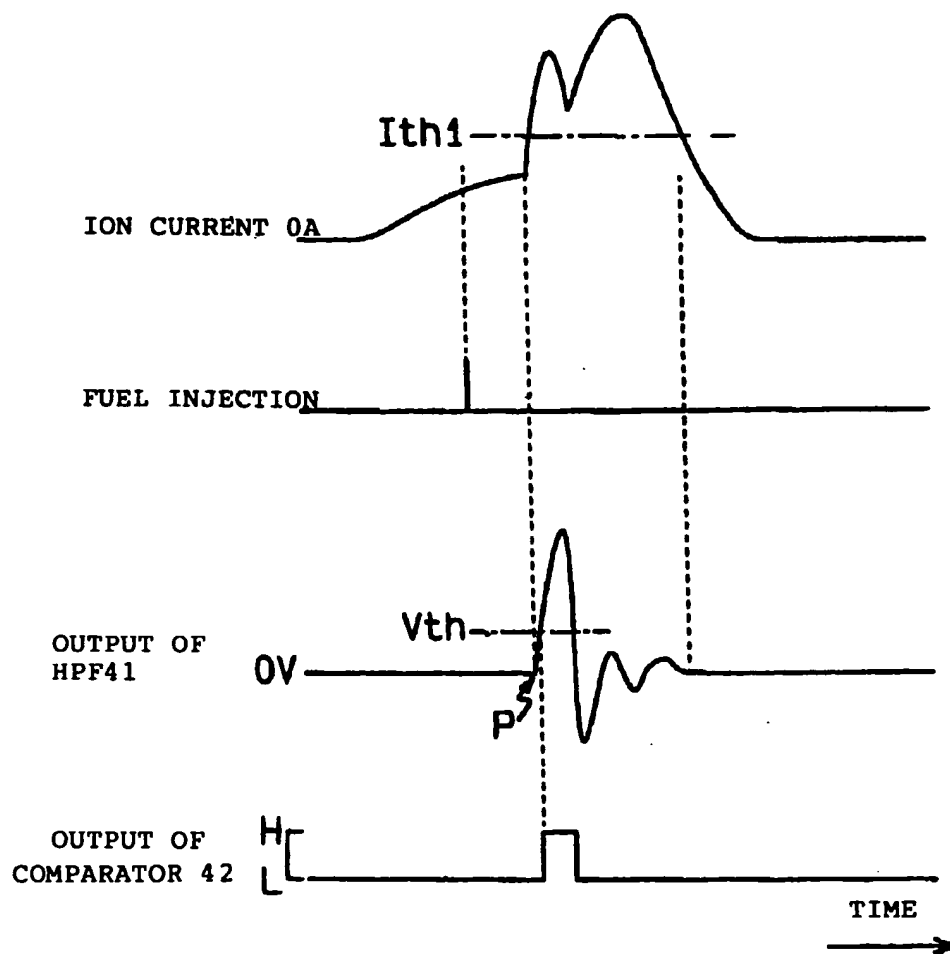 Ith1
ION CURRENT 0A
FUEL INJECTION
Vth
OUTPUT OF
HPF41
0V
P
OUTPUT OF
COMPARATOR 42
H
L
TIME